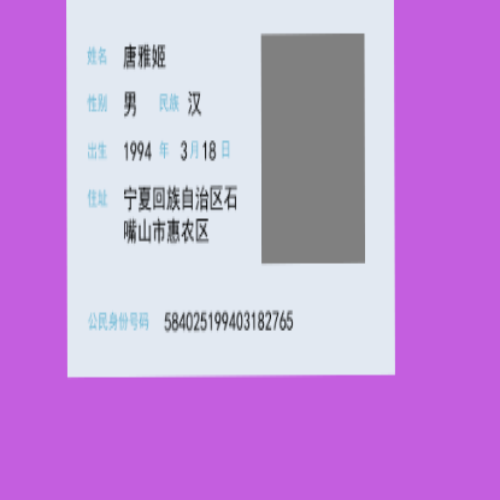 姓名 唐雅姬
性别 男 民族 汉
出生 1994 年 3 月 18 日
住址 宁夏回族自治区石
嘴山市惠农区
公民身份号码 584025199403182765